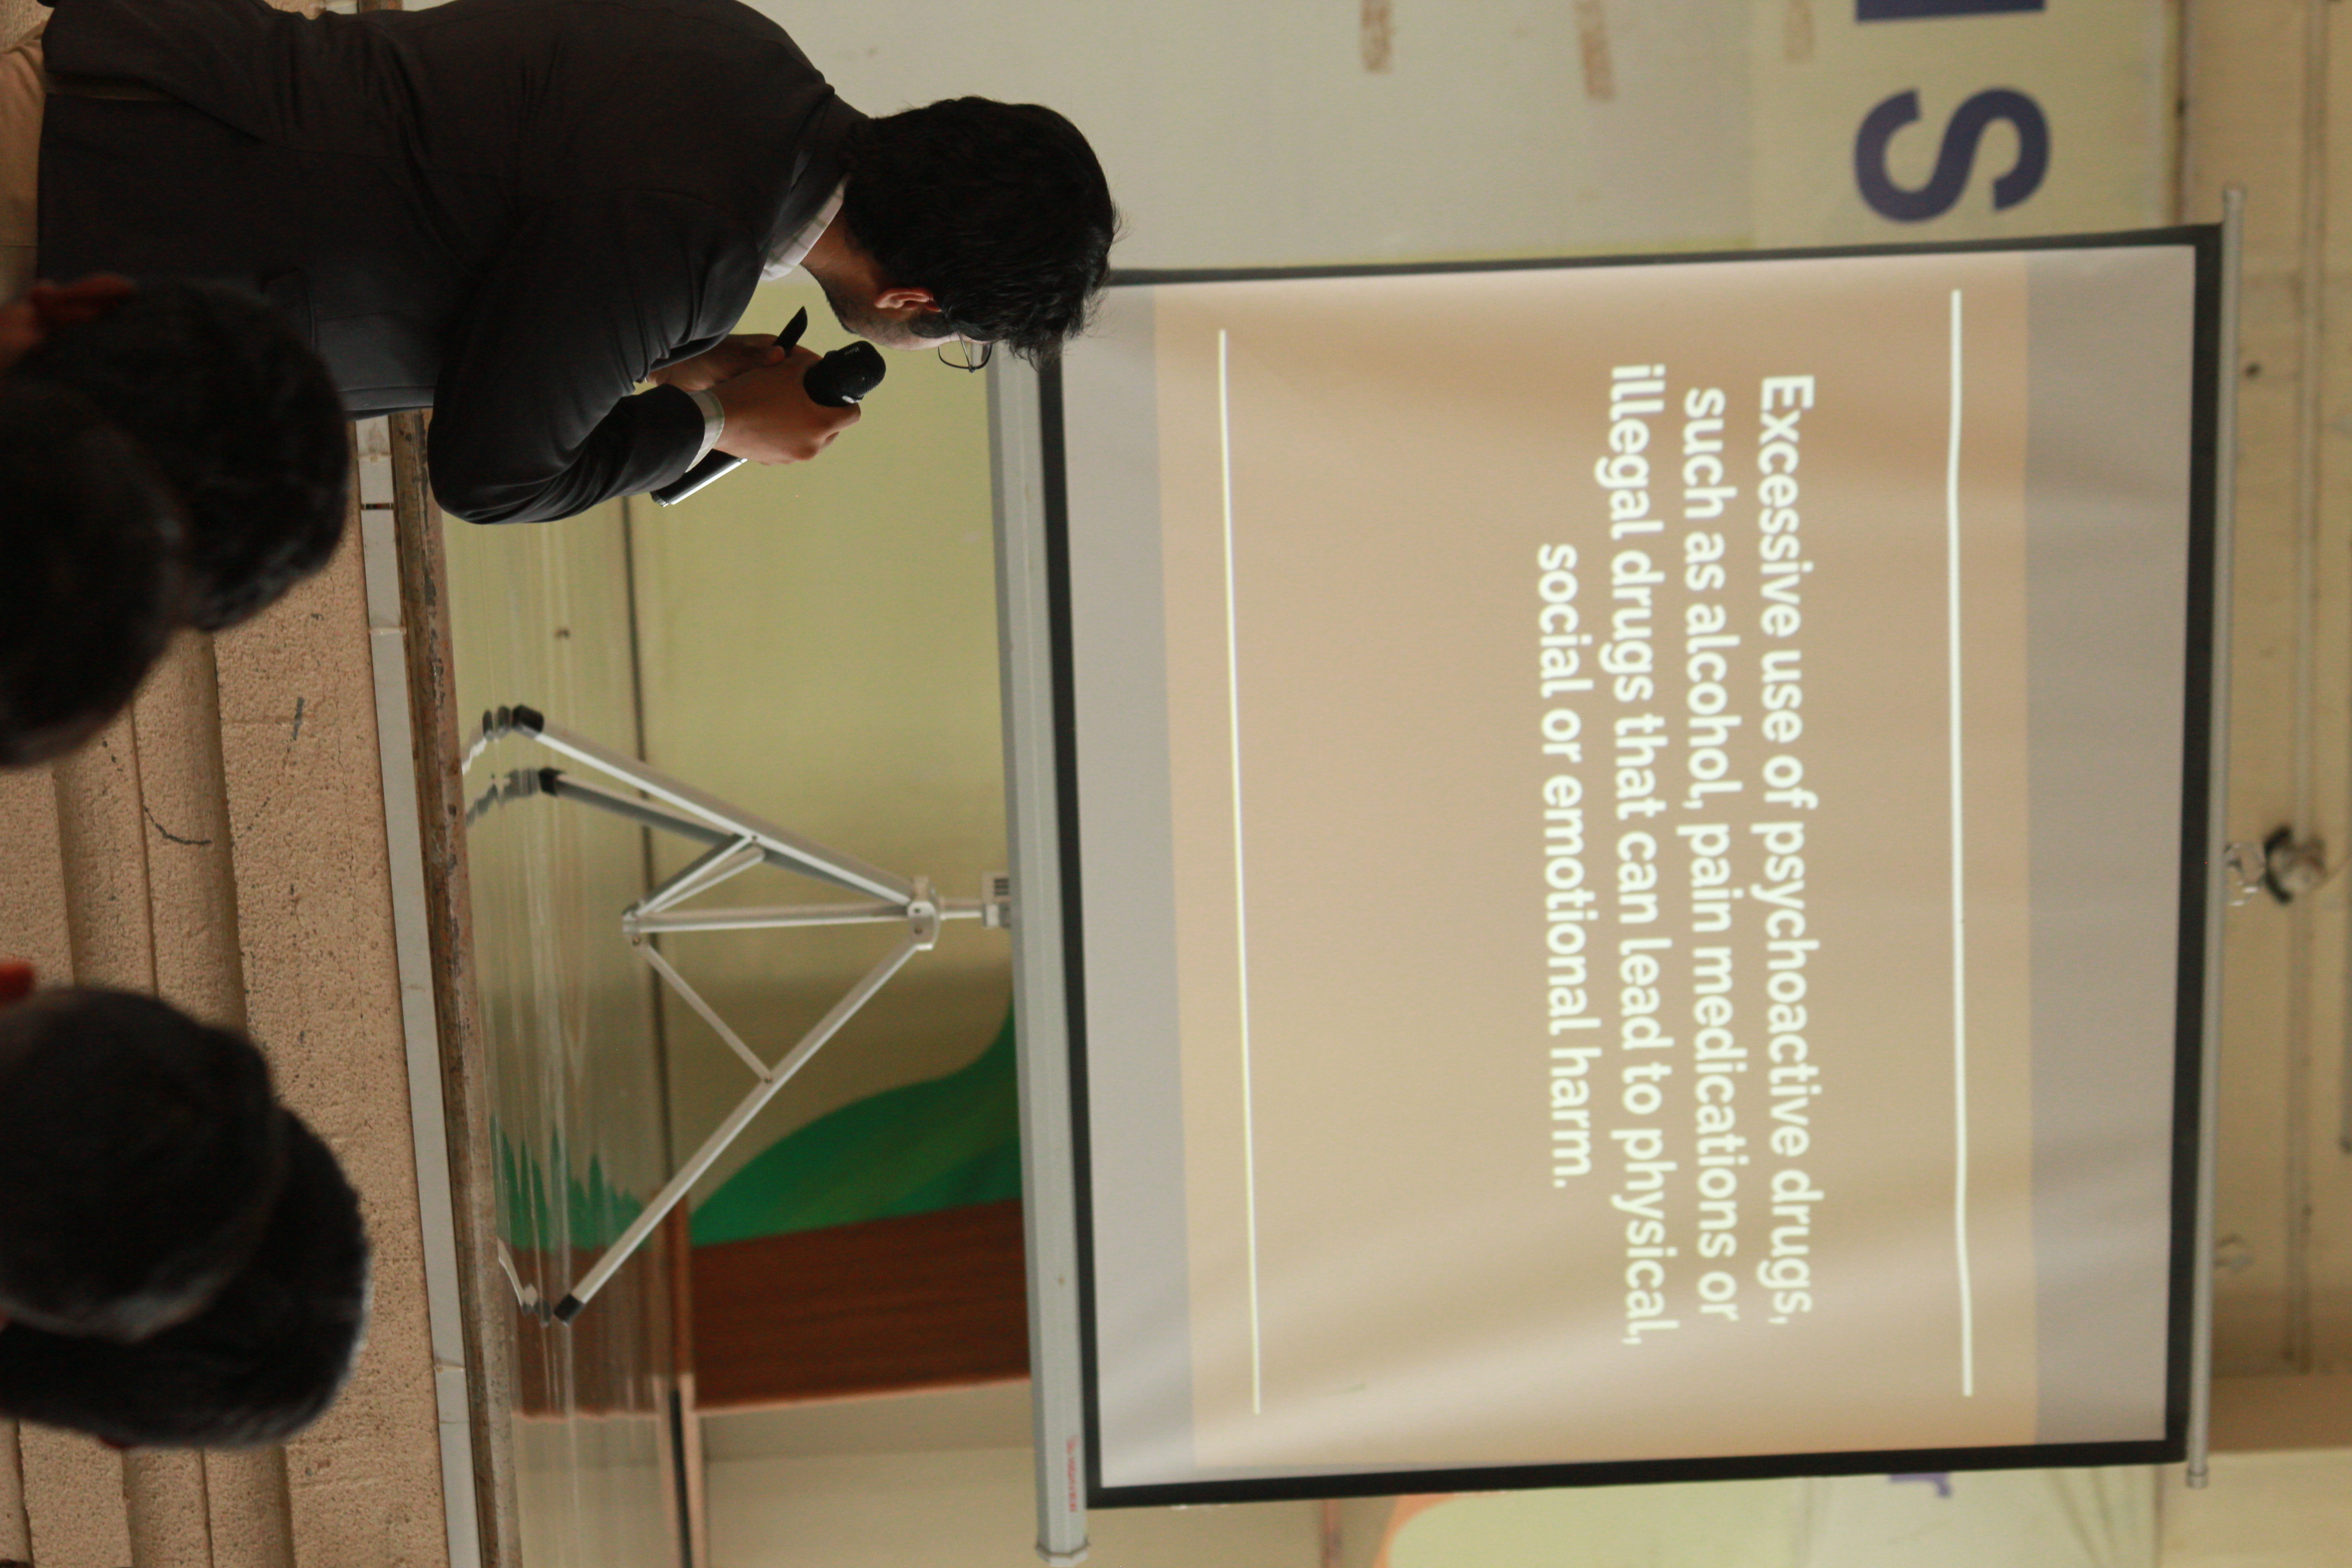 S
r
Excessive use of psychoactive drugs,
such as alcohol, pain medications or
illegal drugs that can lead to physical,
social or emotional harm.